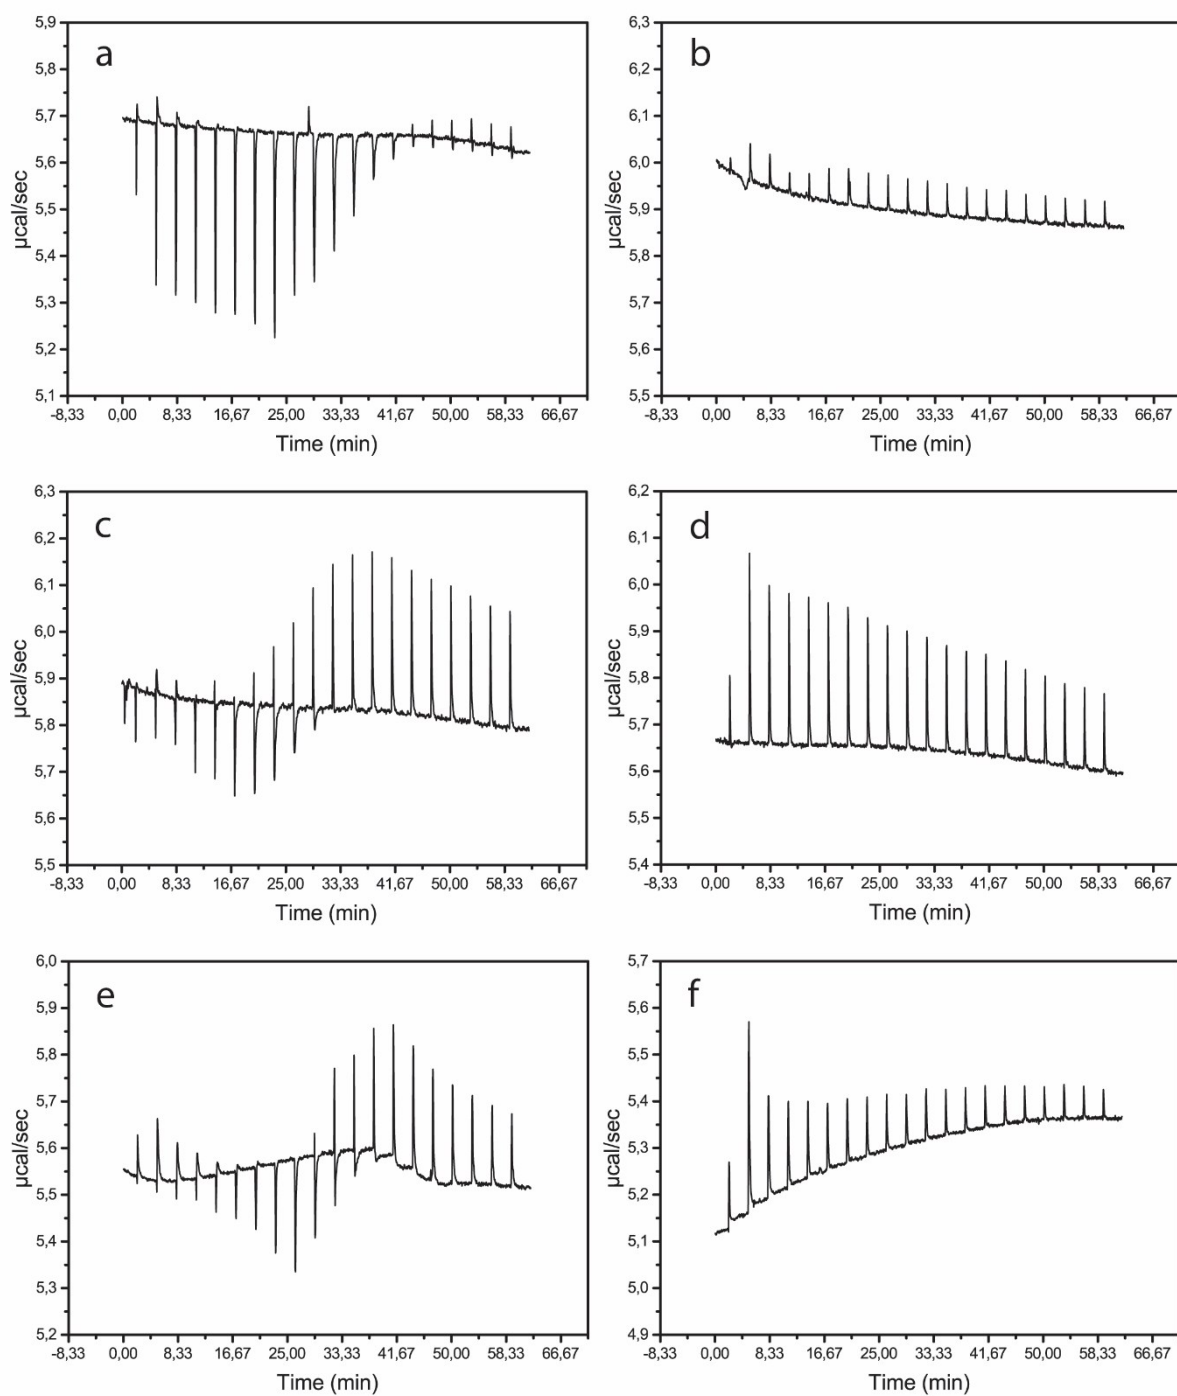 a
5,9
5,8
5,7
5,6
5,5
5,4
5,3
5,2
5,1
µcal/sec
-8,33 0,00 8,33 16,67 25,00 33,33 41,67 50,00 58,33 66,67
Time (min)
b
6,3
6,2
6,1
6,0
5,9
5,8
5,7
5,6
5,5
µcal/sec
-8,33 0,00 8,33 16,67 25,00 33,33 41,67 50,00 58,33 66,67
Time (min)
c
6,3
6,2
6,1
6,0
5,9
5,8
5,7
5,6
5,5
µcal/sec
-8,33 0,00 8,33 16,67 25,00 33,33 41,67 50,00 58,33 66,67
Time (min)
d
6,2
6,1
6,0
5,9
5,8
5,7
5,6
5,5
5,4
µcal/sec
-8,33 0,00 8,33 16,67 25,00 33,33 41,67 50,00 58,33 66,67
Time (min)
e
6,0
5,9
5,8
5,7
5,6
5,5
5,4
5,3
5,2
µcal/sec
-8,33 0,00 8,33 16,67 25,00 33,33 41,67 50,00 58,33 66,67
Time (min)
f
5,7
5,6
5,5
5,4
5,3
5,2
5,1
5,0
4,9
µcal/sec
-8,33 0,00 8,33 16,67 25,00 33,33 41,67 50,00 58,33 66,67
Time (min)